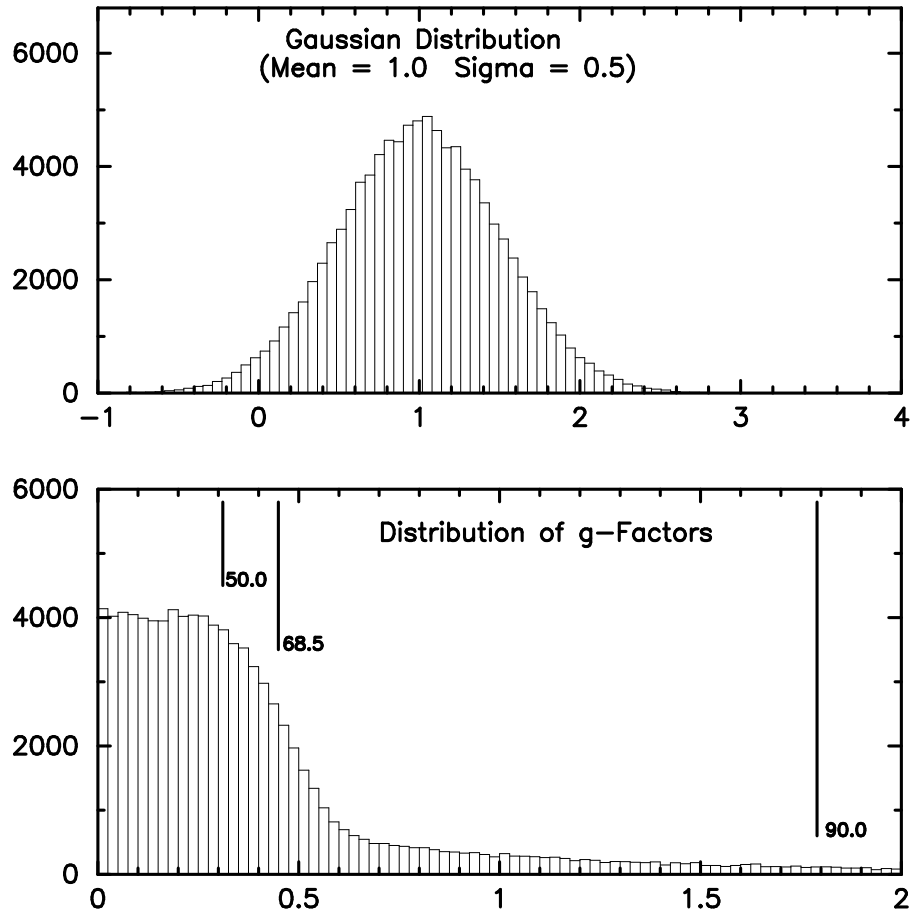 6000
4000
2000
0
Gaussian Distribution
(Mean = 1.0 Sigma = 0.5)
−1 0 1 2 3 4
6000
4000
2000
0
Distribution of g−Factors
50.0
68.5
90.0
0 0.5 1 1.5 2